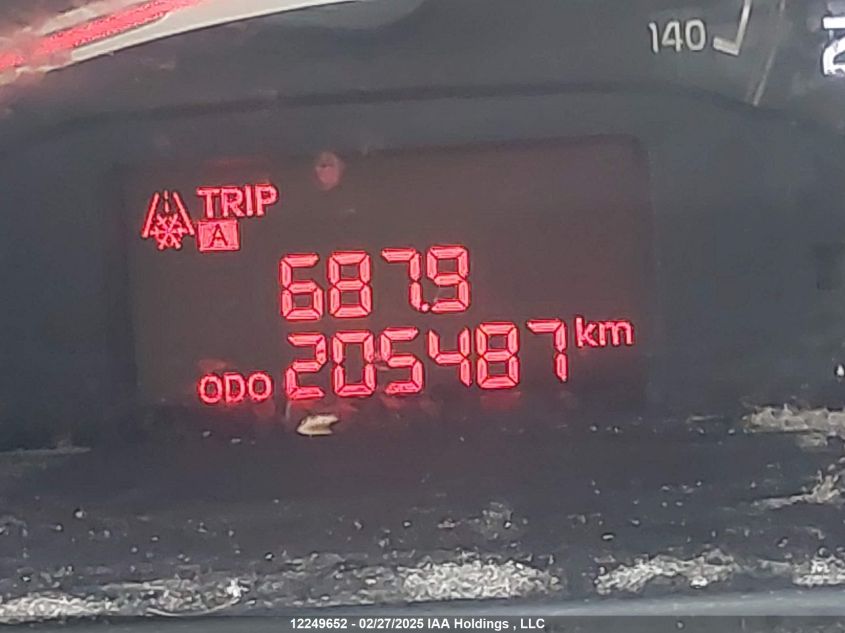 140
TRIP
A
687.9
ODO 205487 km
12249652 - 02/27/2025 IAA Holdings , LLC